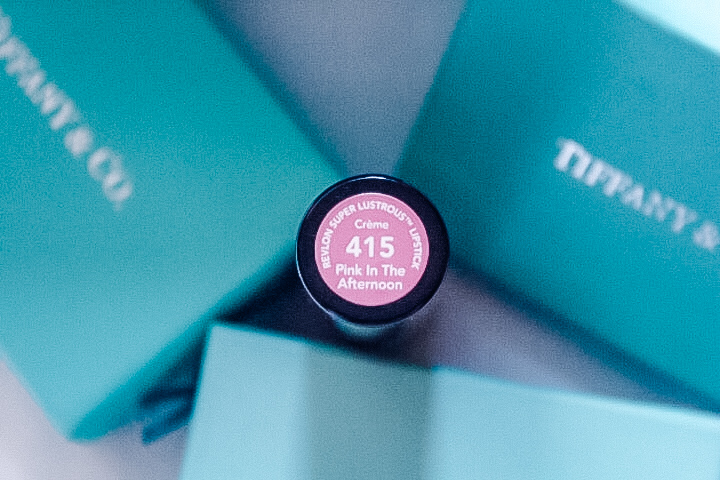 TIFFANY & CO.
TIFFANY &
REVLON SUPER LUSTROUS™ LIPSTICK
Crème
415
Pink In The
Afternoon